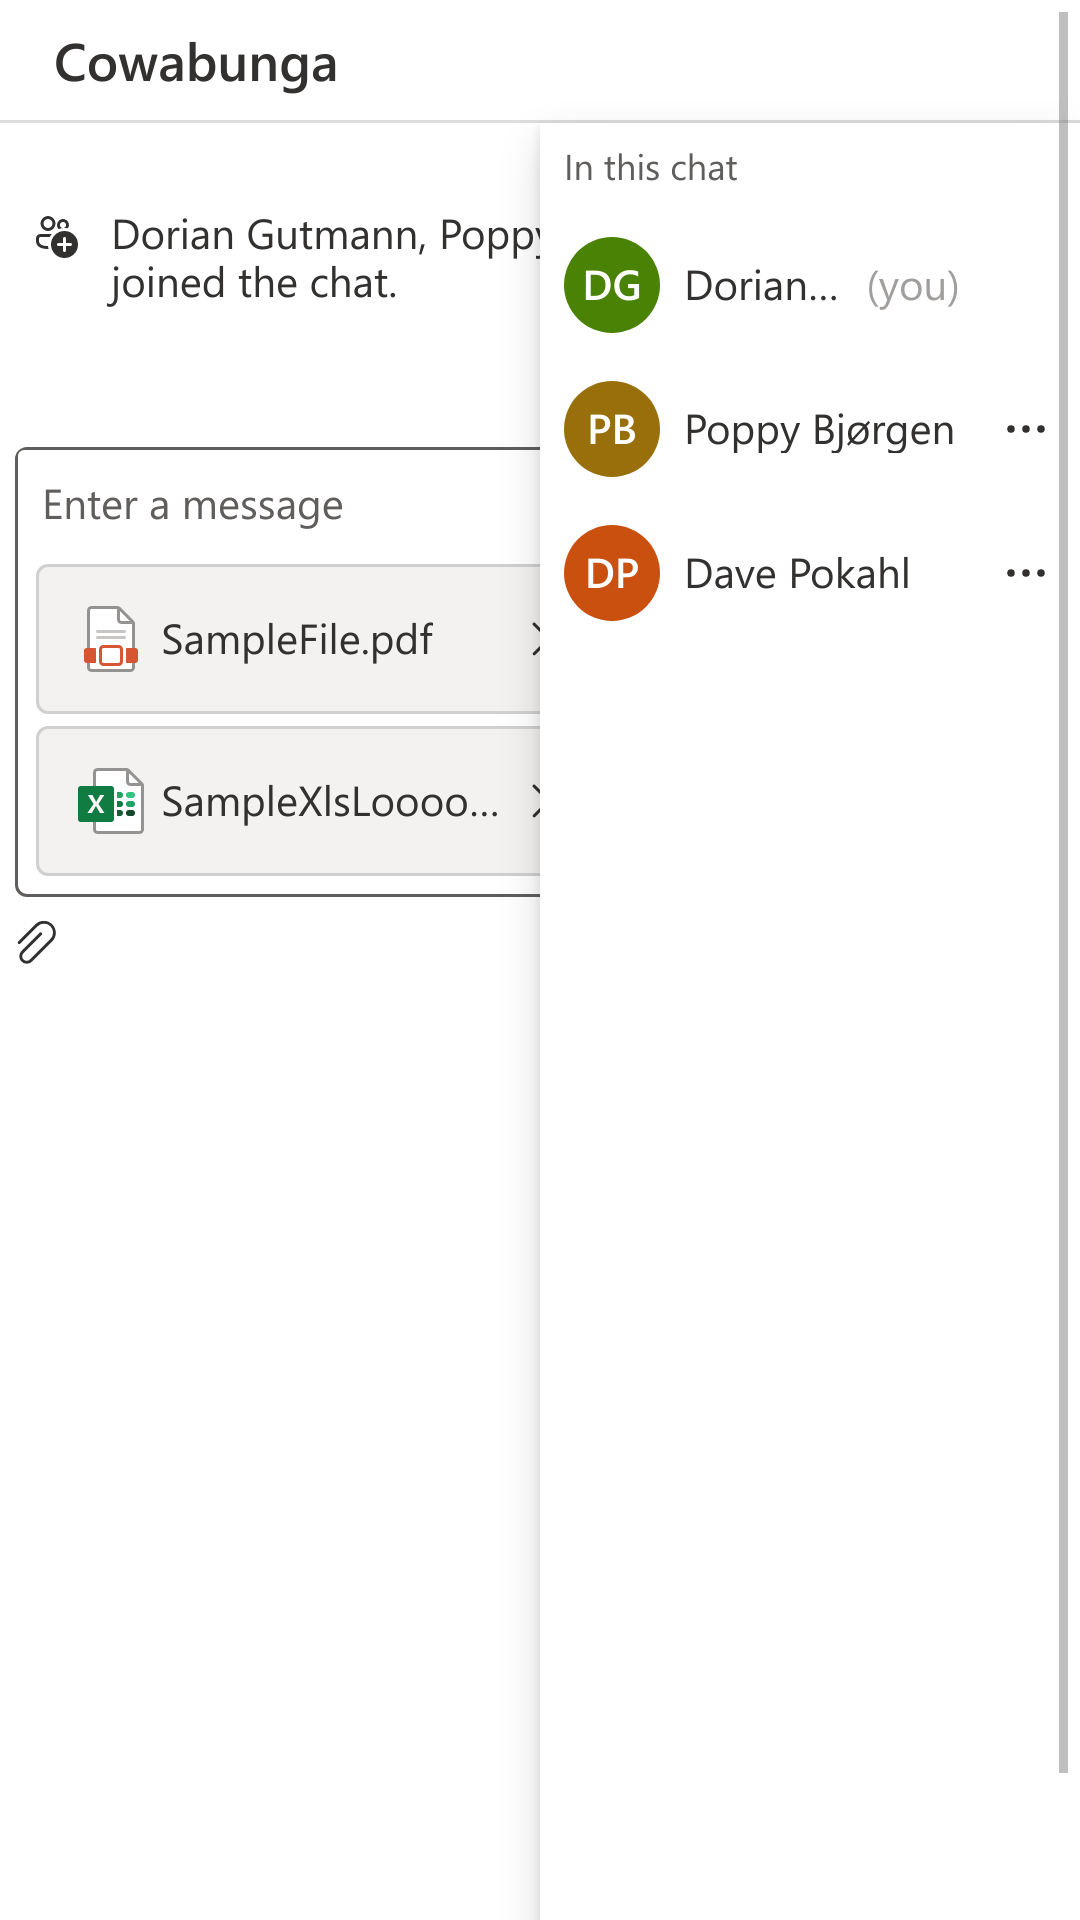 Cowabunga
Dorian Gutmann, Poppy
joined the chat.
Enter a message
SampleFile.pdf
X
SampleXlsLoooo...
In this chat
DG Dorian... (you)
PB Poppy Bjørgen
DP Dave Pokahl